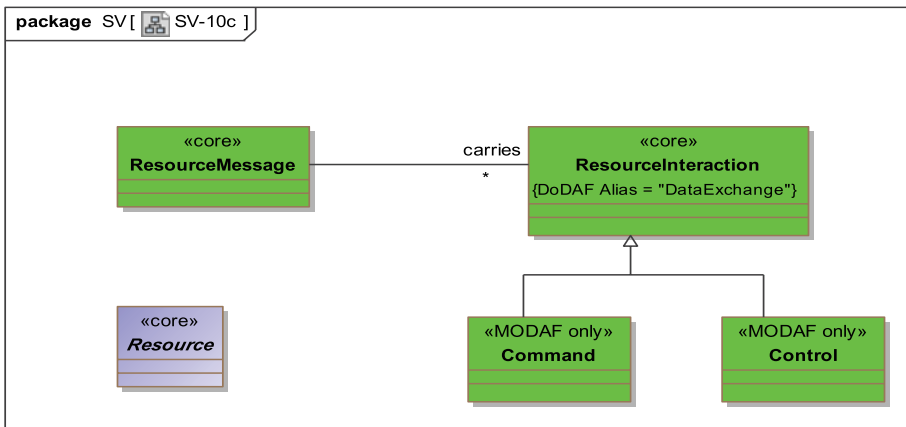 package SV [ SV-10c ]
«core»
ResourceMessage
carries
*
«core»
ResourceInteraction
{DoDAF Alias = "DataExchange"}
«core»
Resource
«MODAF only»
Command
«MODAF only»
Control